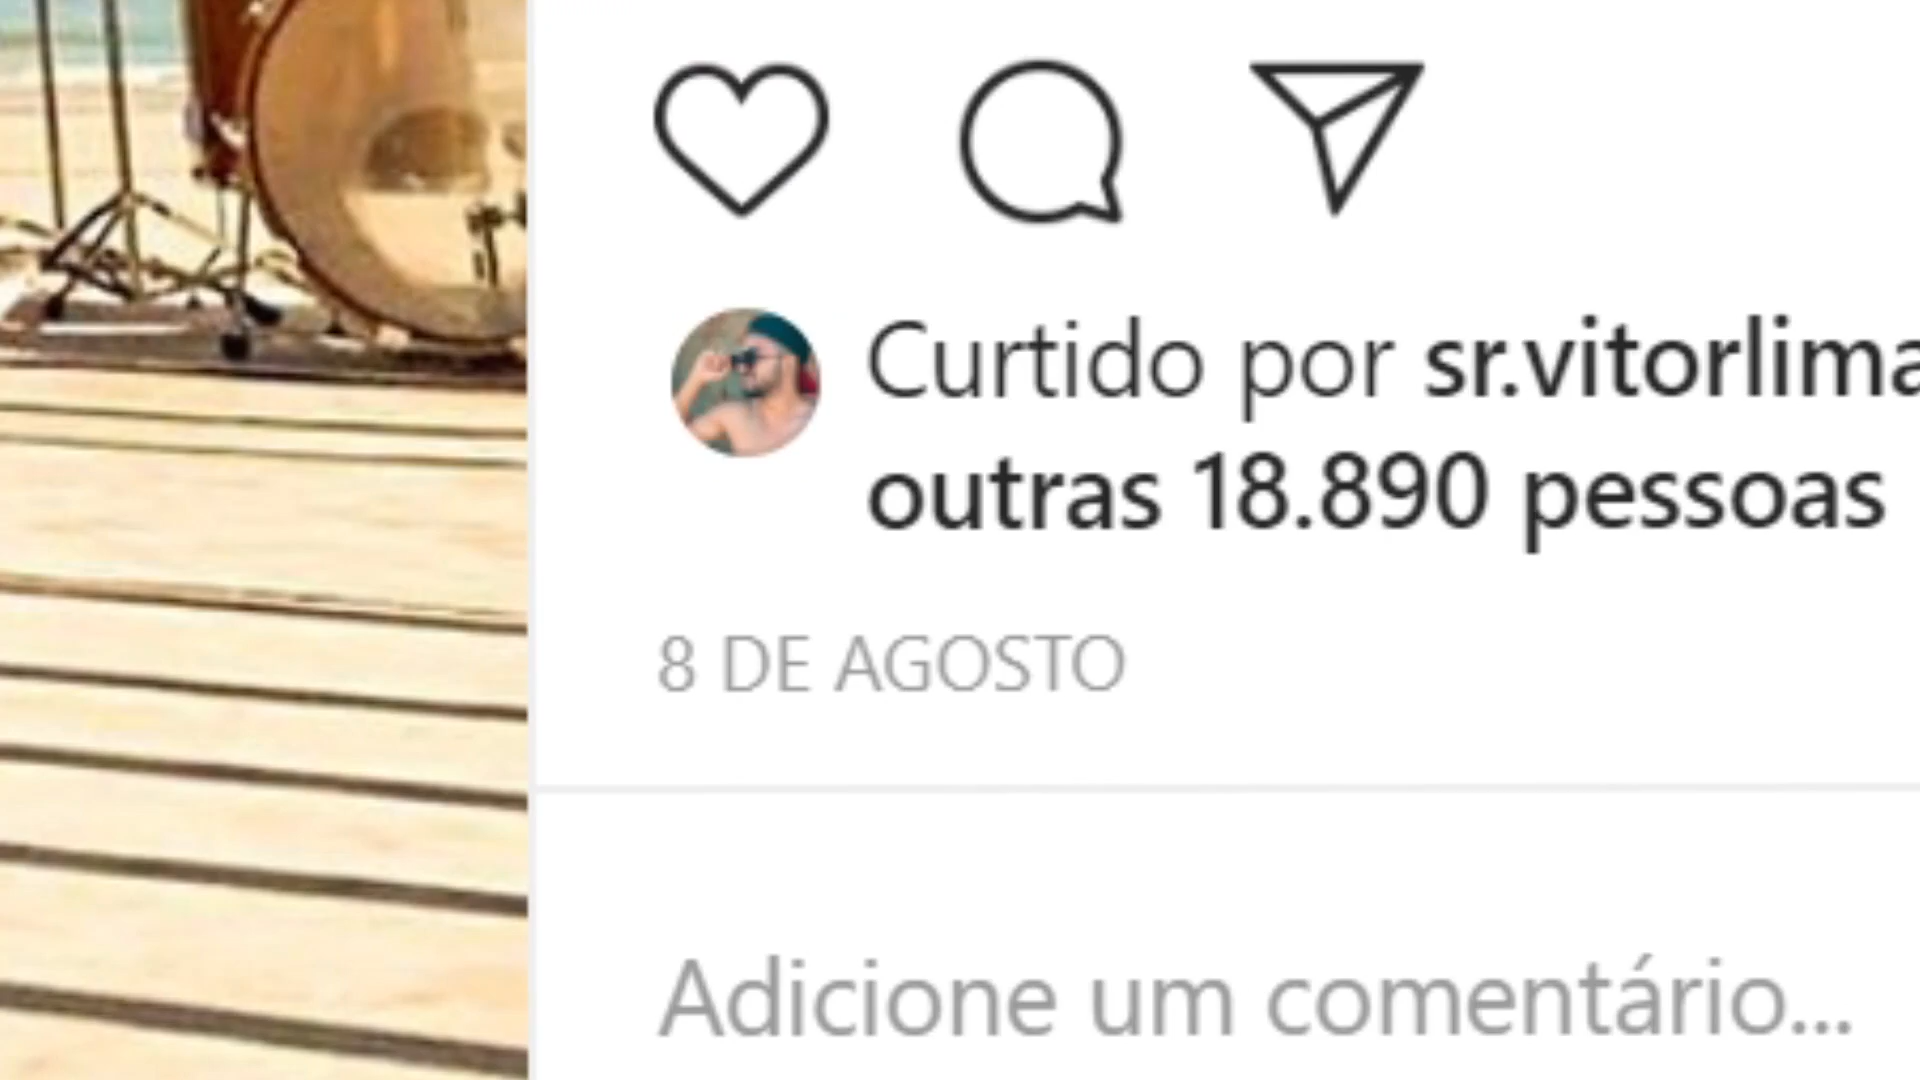 Curtido por sr.vitorlima
outras 18.890 pessoas
8 DE AGOSTO
Adicione um comentário...